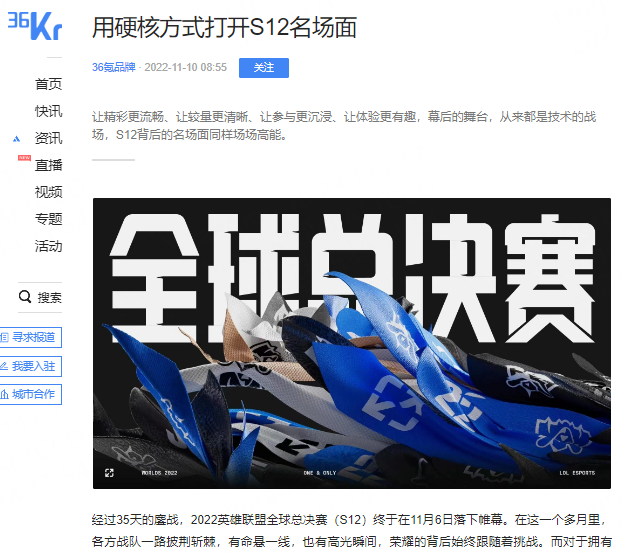 36Kr
首页
快讯
资讯
NEW
直播
视频
专题
活动
搜索
寻求报道
我要入驻
城市合作
用硬核方式打开S12名场面
36氪品牌 · 2022-11-10 08:55 关注
让精彩更流畅、让较量更清晰、让参与更沉浸、让体验更有趣，幕后的舞台，从来都是技术的战
场，S12背后的名场面同样场场高能。
全球总决赛
WORLDS 2022 ONE & ONLY LOL ESPORTS
经过35天的鏖战，2022英雄联盟全球总决赛（S12）终于在11月6日落下帷幕。在这一个多月里，
各方战队一路披荆斩棘，有命悬一线，也有高光瞬间，荣耀的背后始终跟随着挑战。而对于拥有